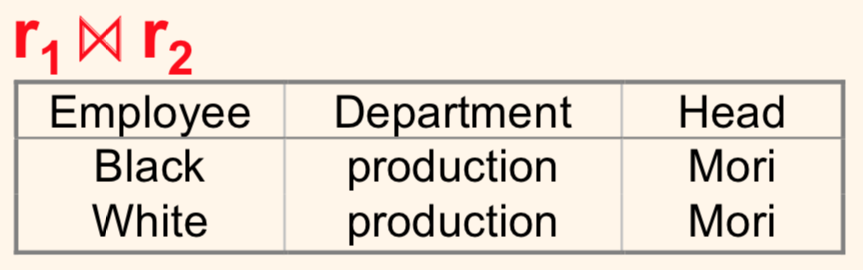 r₁ ⋈ r₂
Employee Department Head
Black production Mori
White production Mori